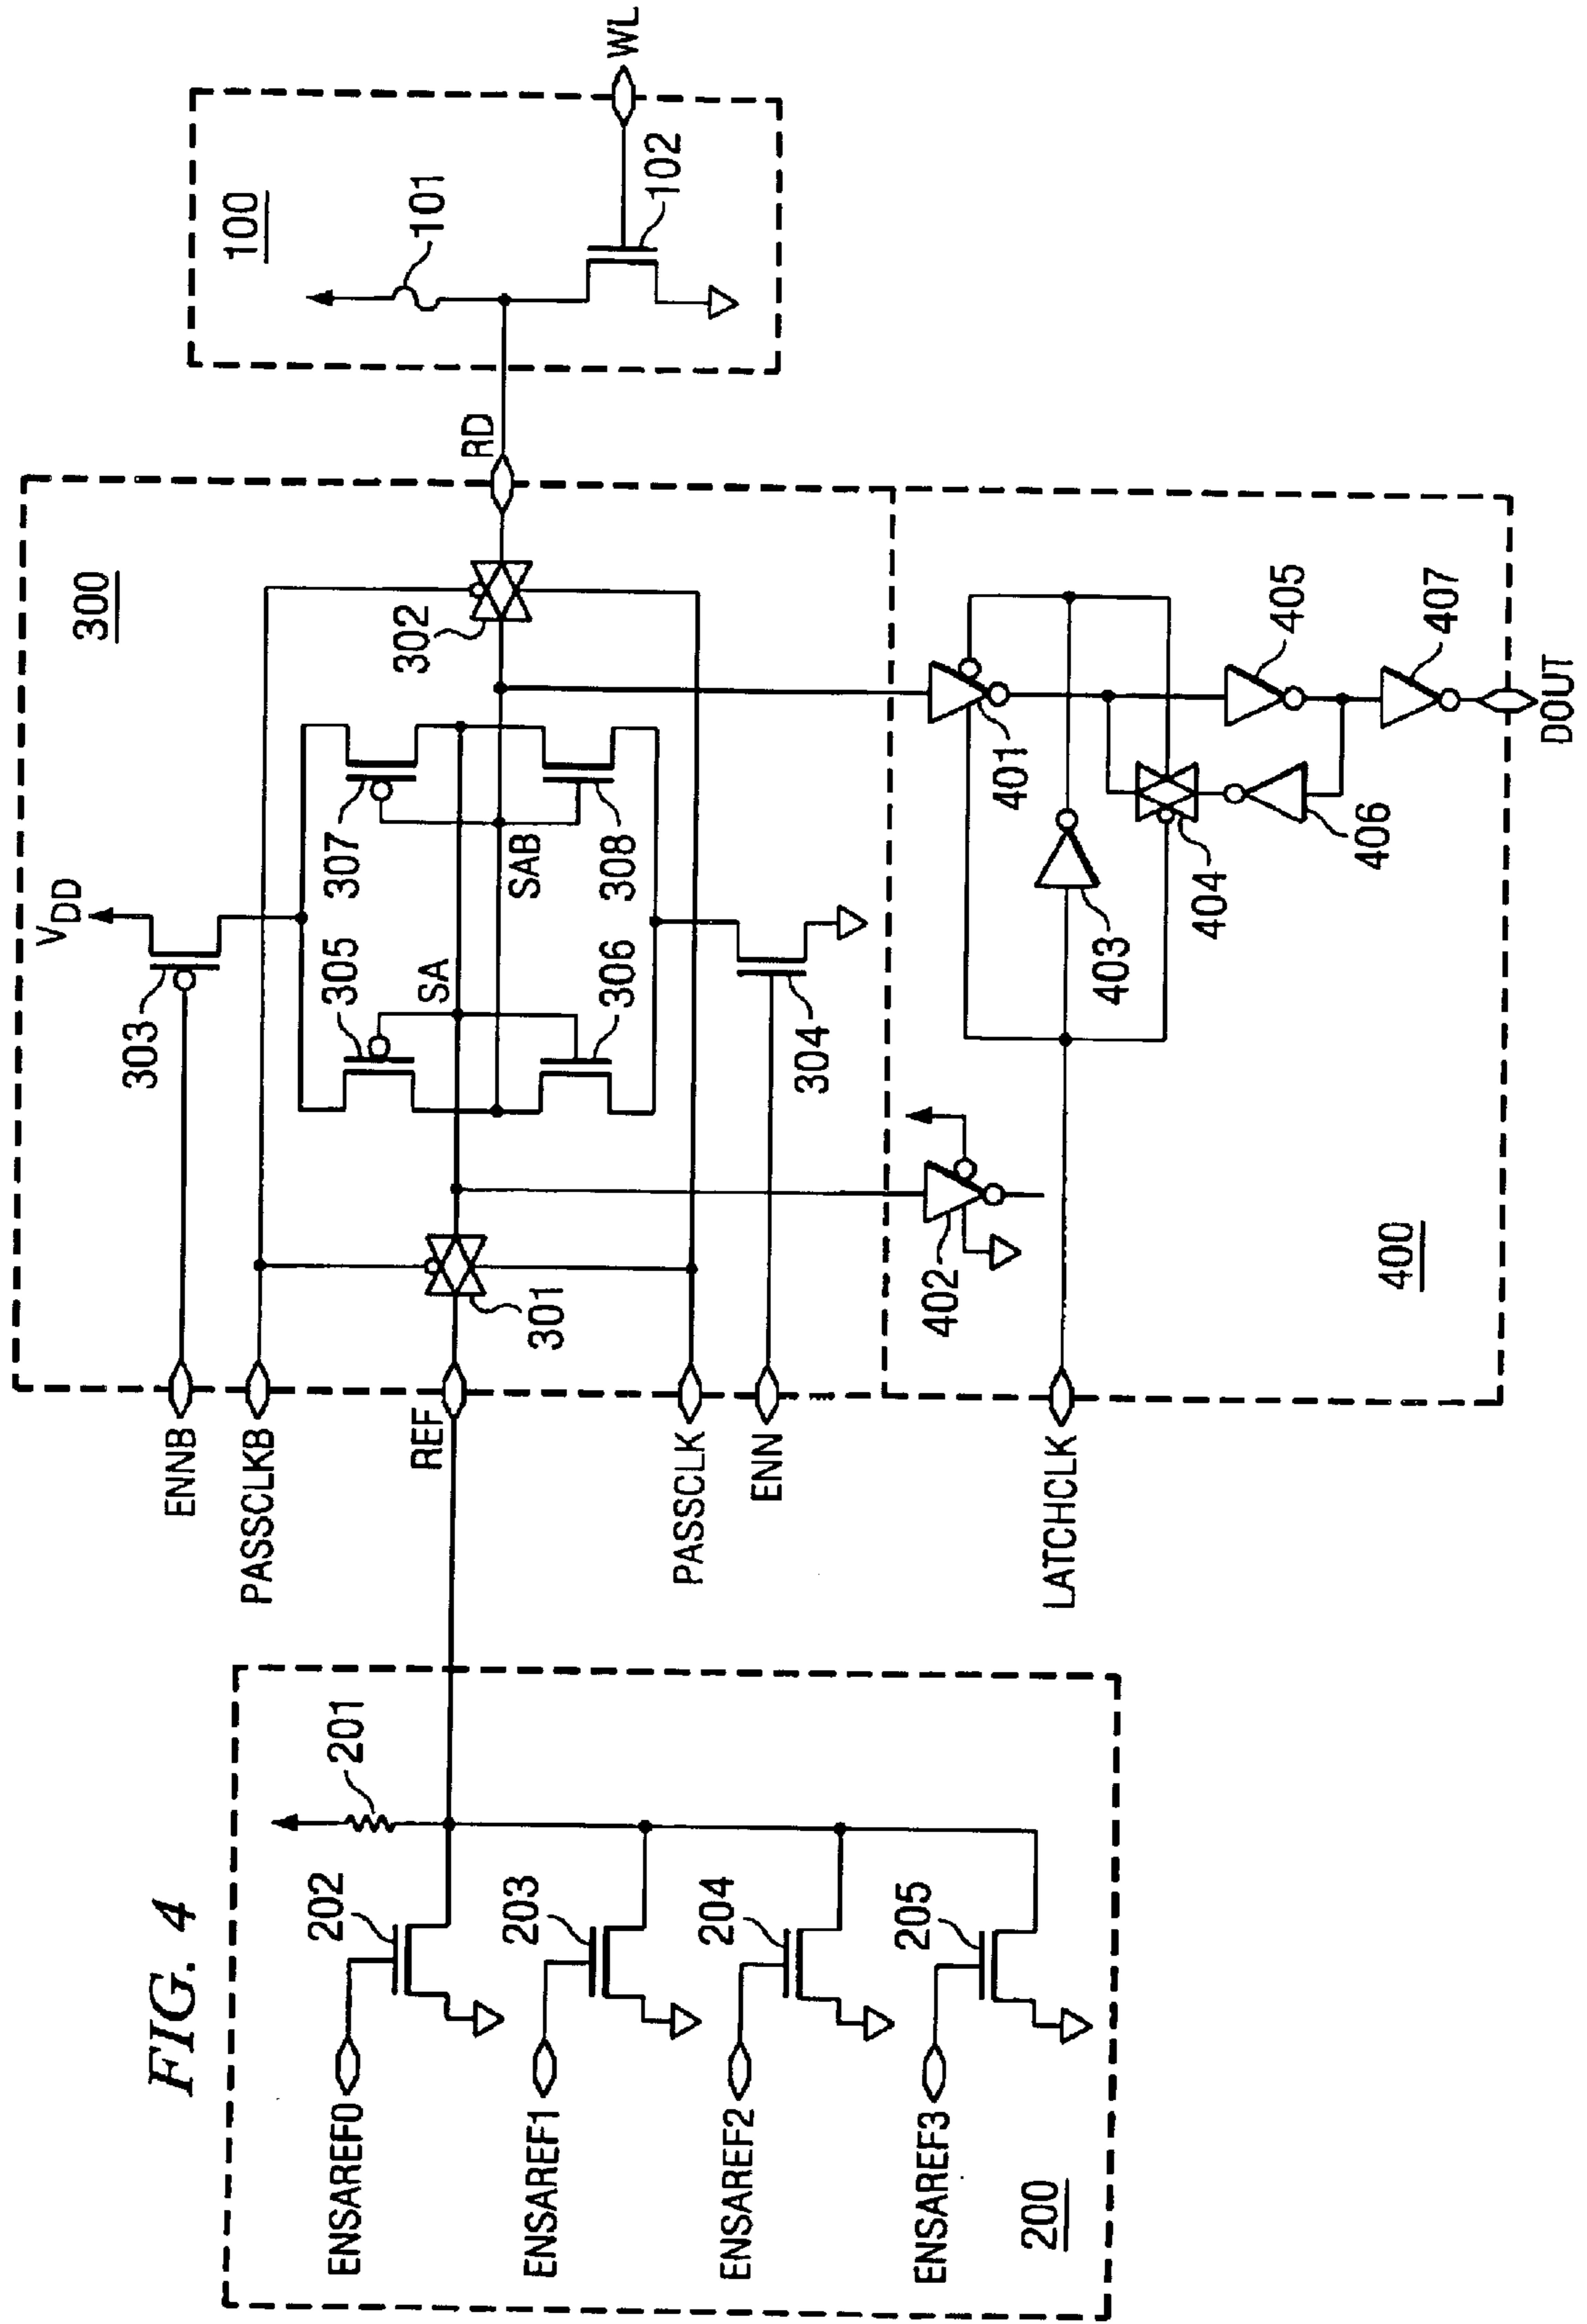 FIG. 4
200
ENSAREF0
ENSAREF1
ENSAREF2
ENSAREF3
201
202
203
204
205
300
ENNB
PASSCLKB
REF
PASSCLK
ENN
LATCHCLK
VDD
301
302
303
304
305
306
307
308
SA
SAB
RD
100
101
102
WL
400
401
402
403
404
405
406
407
DOUT